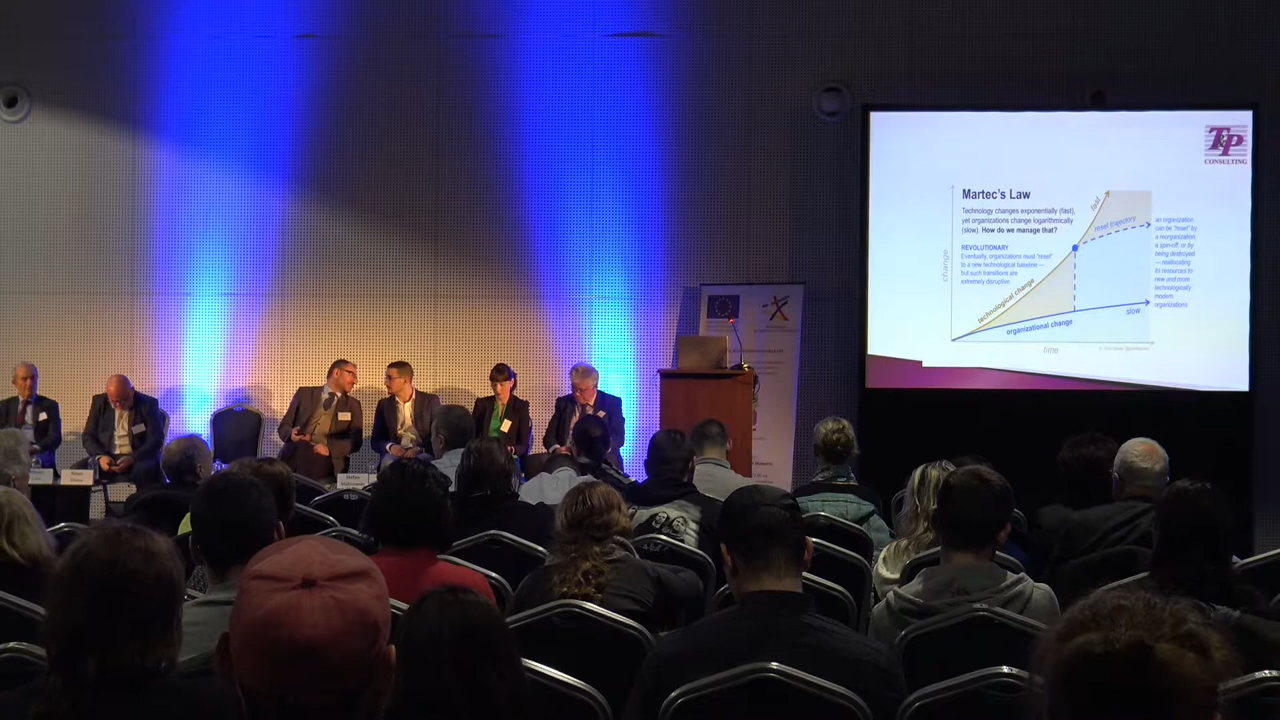 T&P
CONSULTING
Martec's Law
Technology changes exponentially (fast),
yet organizations change logarithmically
(slow). How do we manage that?
REVOLUTIONARY
Eventually, organizations must "reset"
to a new technological baseline —
but such transitions are
extremely disruptive.
change
technological change
organizational change
fast
reset trajectory
slow
time
an organization
can be "reset" by
a reorganization,
a spin-off, or by
being destroyed
— reallocating
its resources to
new and more
technologically
modern
organizations